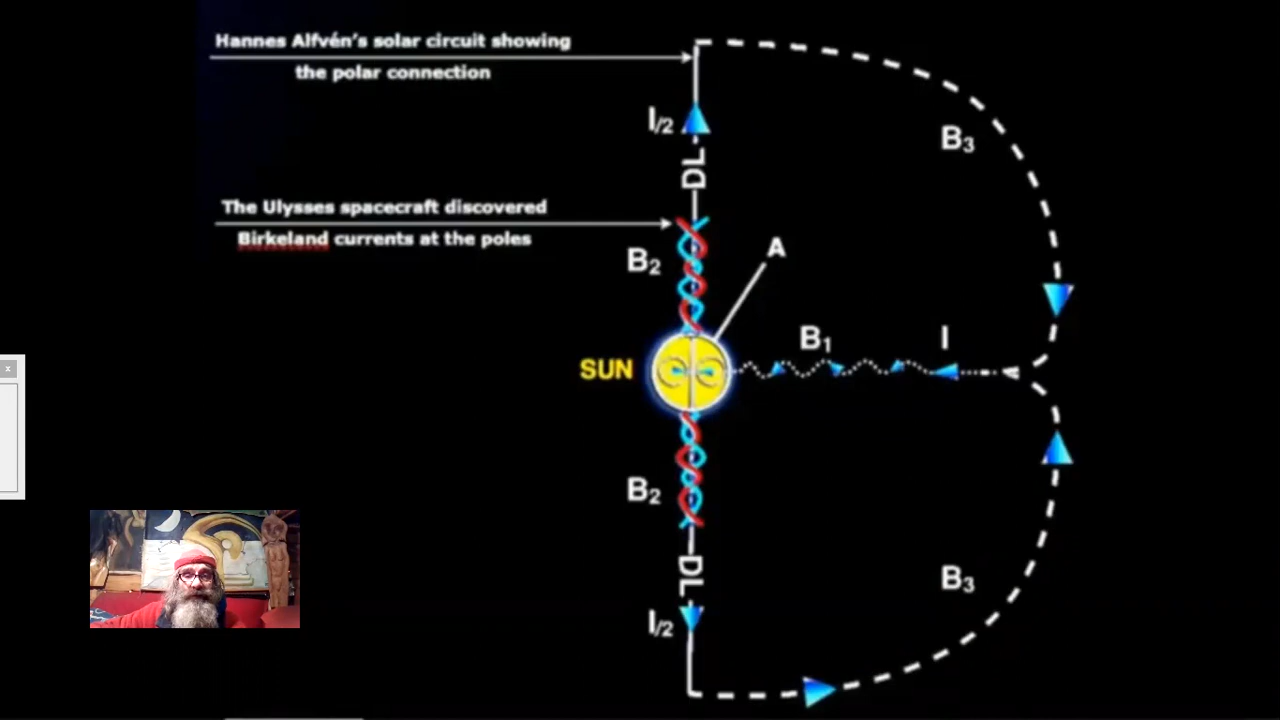 Hannes Alfvén's solar circuit showing
the polar connection
B₃
I/2
DL
The Ulysses spacecraft discovered
Birkeland currents at the poles
B₂
A
B₁
I
SUN
B₂
DL
B₃
I/2
x